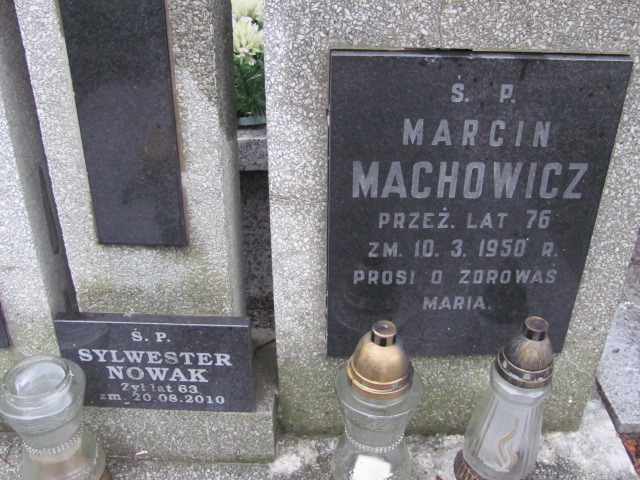 Ś. P.
MARCIN
MACHOWICZ
PRZEŻ. LAT 76
ZM. 10. 3. 1950 R.
PROSI O ZDROWAŚ
MARIA.
Ś. P.
SYLWESTER
NOWAK
Żył lat 63
zm. 20.08.2010